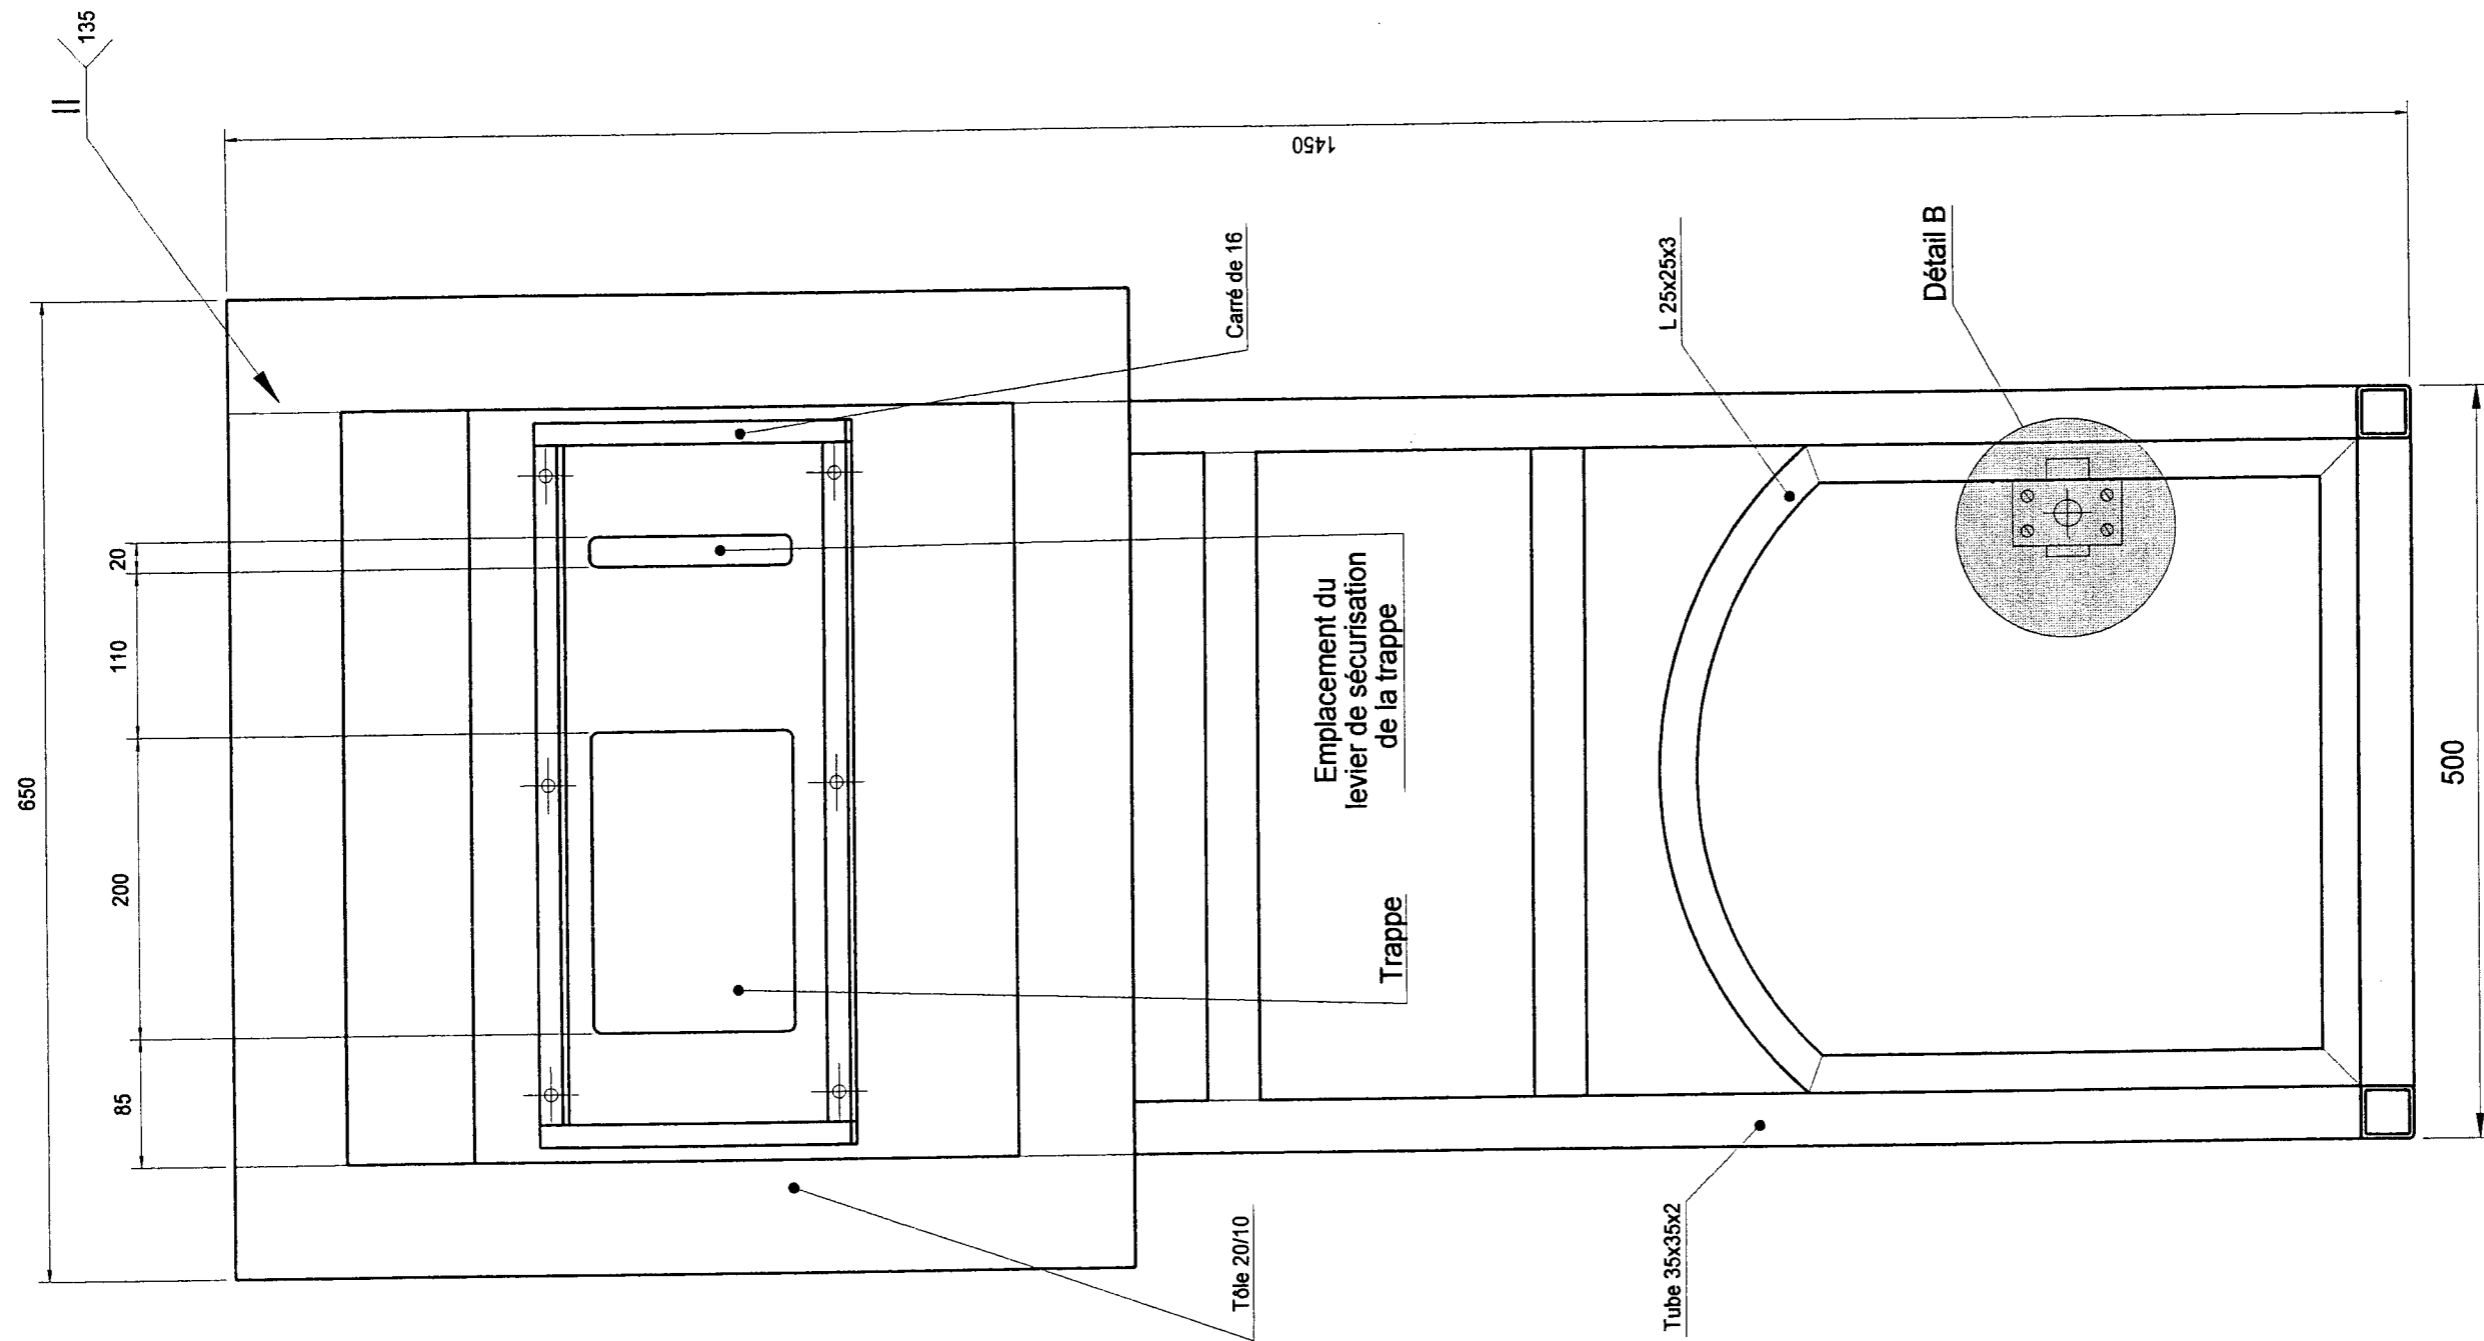 135
||
650
85
200
110
20
1450
Carré de 16
L 25x25x3
Détail B
Emplacement du
levier de sécurisation
de la trappe
Trappe
Tôle 20/10
Tube 35x35x2
500